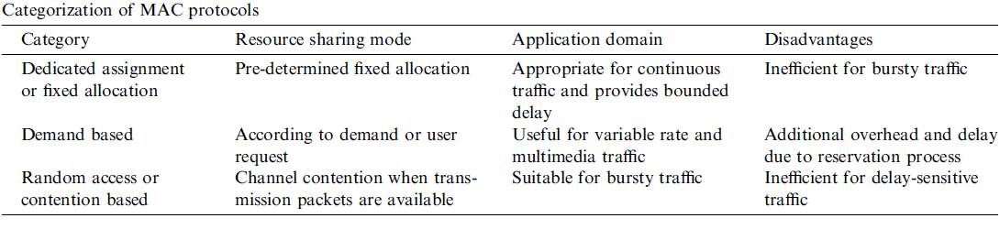 Categorization of MAC protocols
Category Resource sharing mode Application domain Disadvantages
Dedicated assignment Pre-determined fixed allocation Appropriate for continuous Inefficient for bursty traffic
or fixed allocation traffic and provides bounded
delay
Demand based According to demand or user Useful for variable rate and Additional overhead and delay
request multimedia traffic due to reservation process
Random access or Channel contention when trans- Suitable for bursty traffic Inefficient for delay-sensitive
contention based mission packets are available traffic